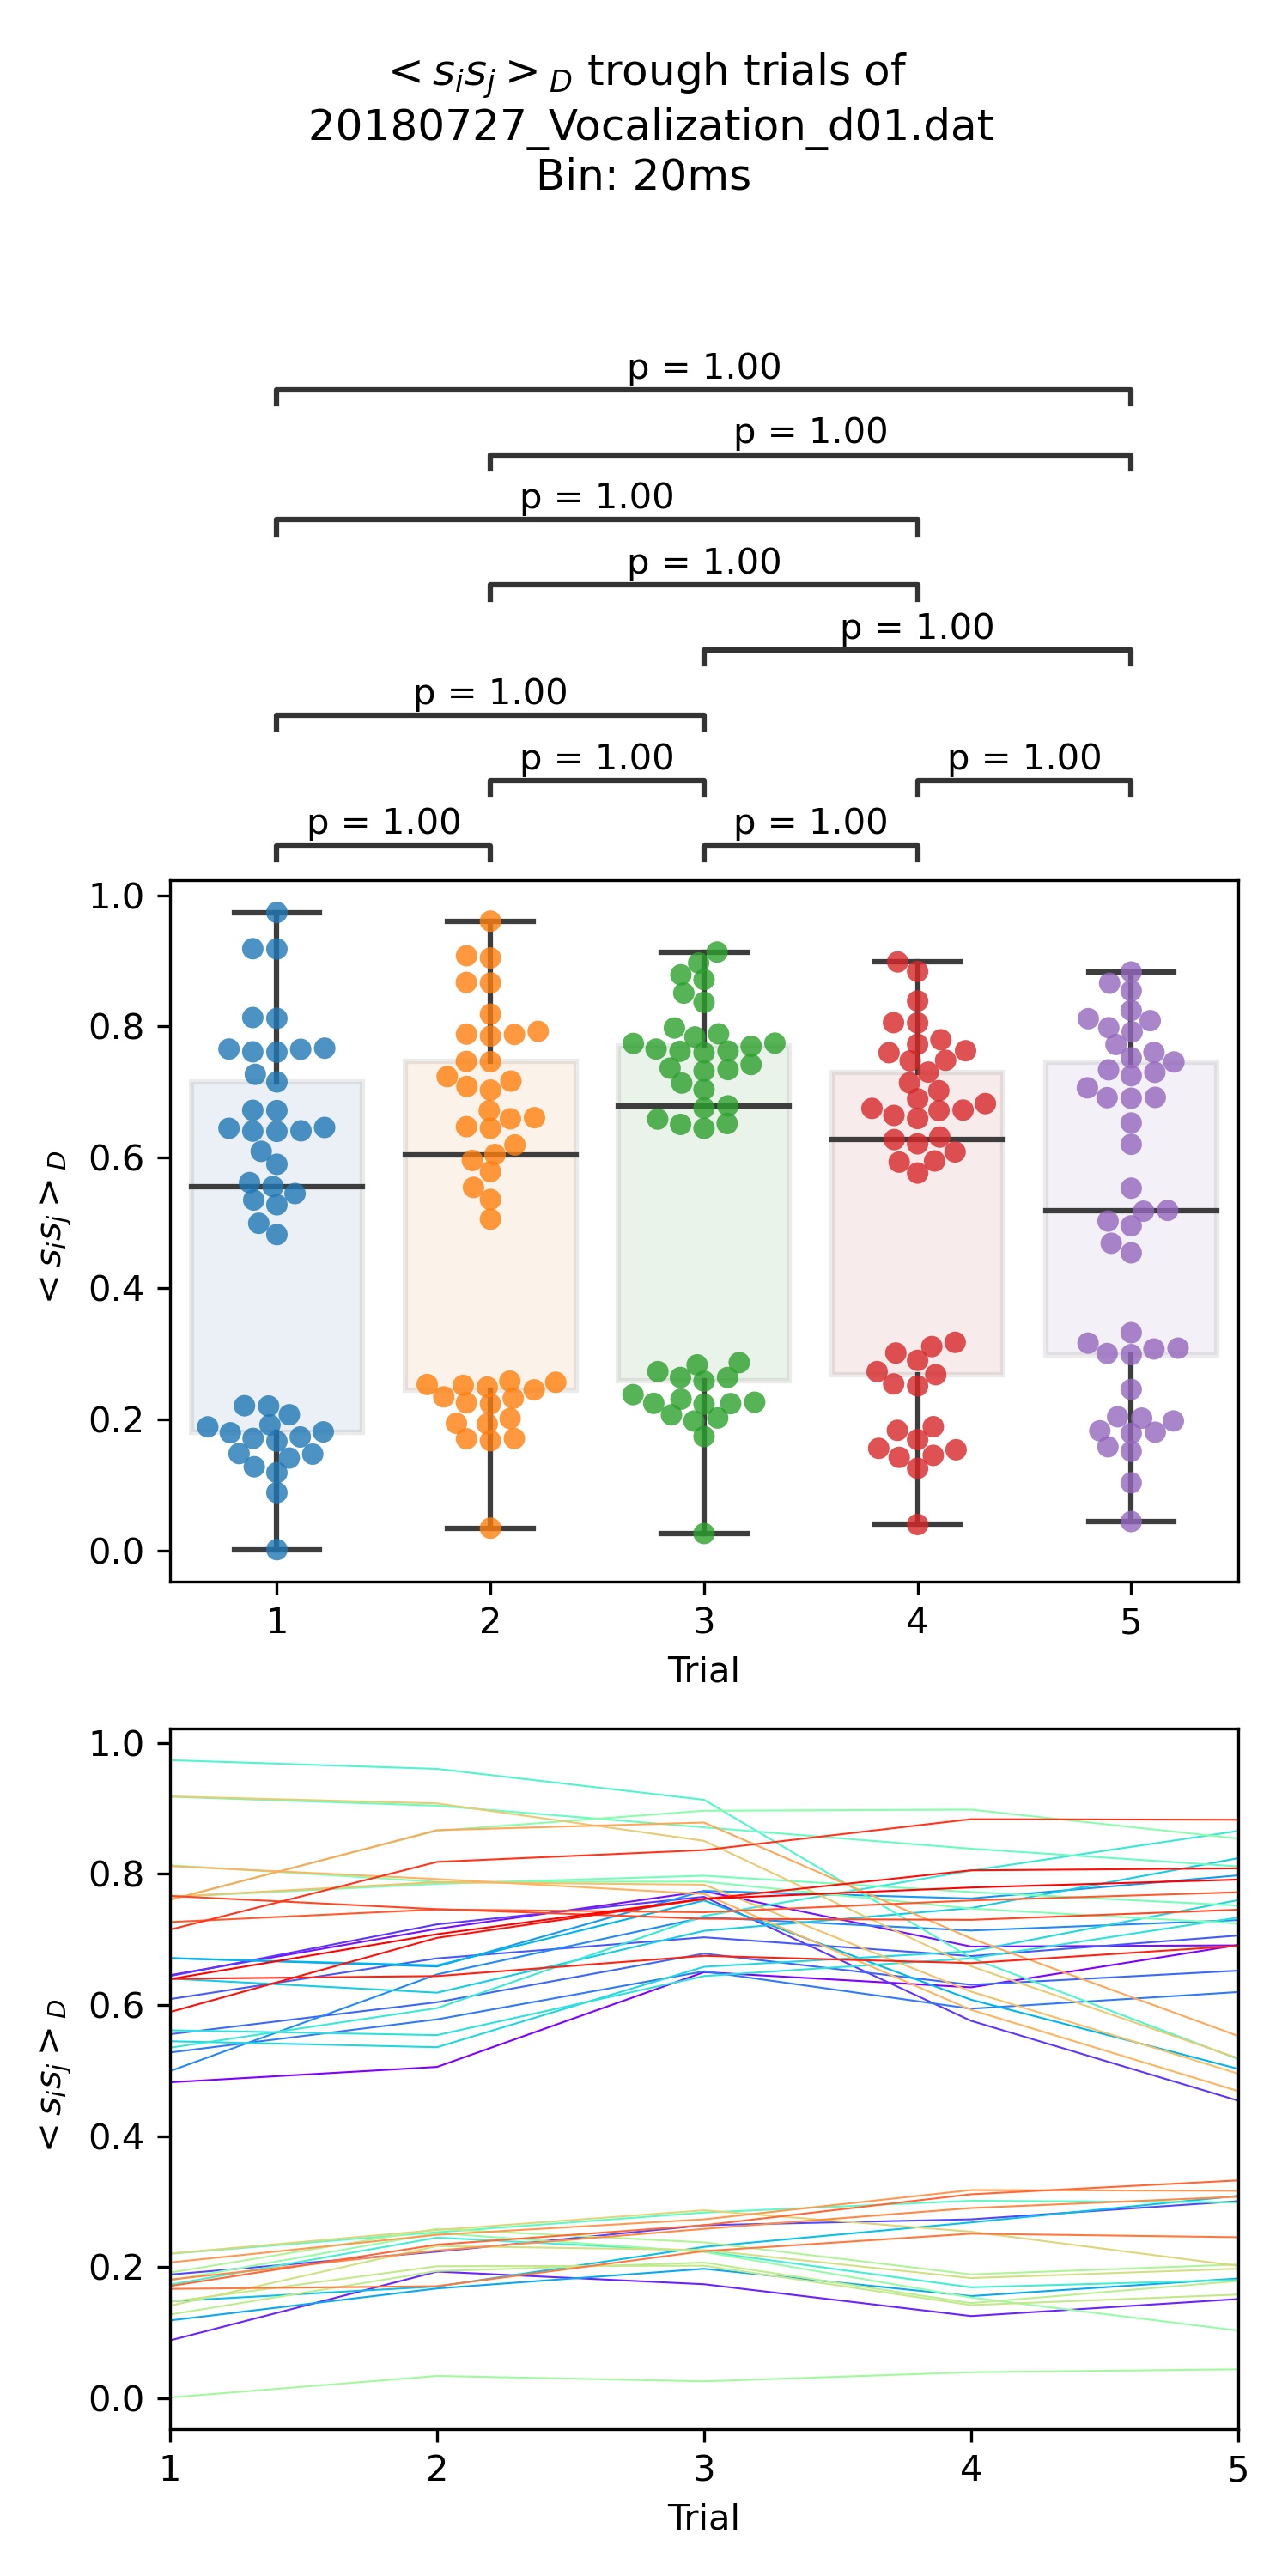 < s_i s_j >_D trough trials of
20180727_Vocalization_d01.dat
Bin: 20ms
p = 1.00
p = 1.00
p = 1.00
p = 1.00
p = 1.00
p = 1.00
p = 1.00 p = 1.00
p = 1.00 p = 1.00
1.0
0.8
0.6
0.4
0.2
0.0
< s_i s_j >_D
1 2 3 4 5
Trial
1.0
0.8
0.6
0.4
0.2
0.0
< s_i s_j >_D
1 2 3 4 5
Trial